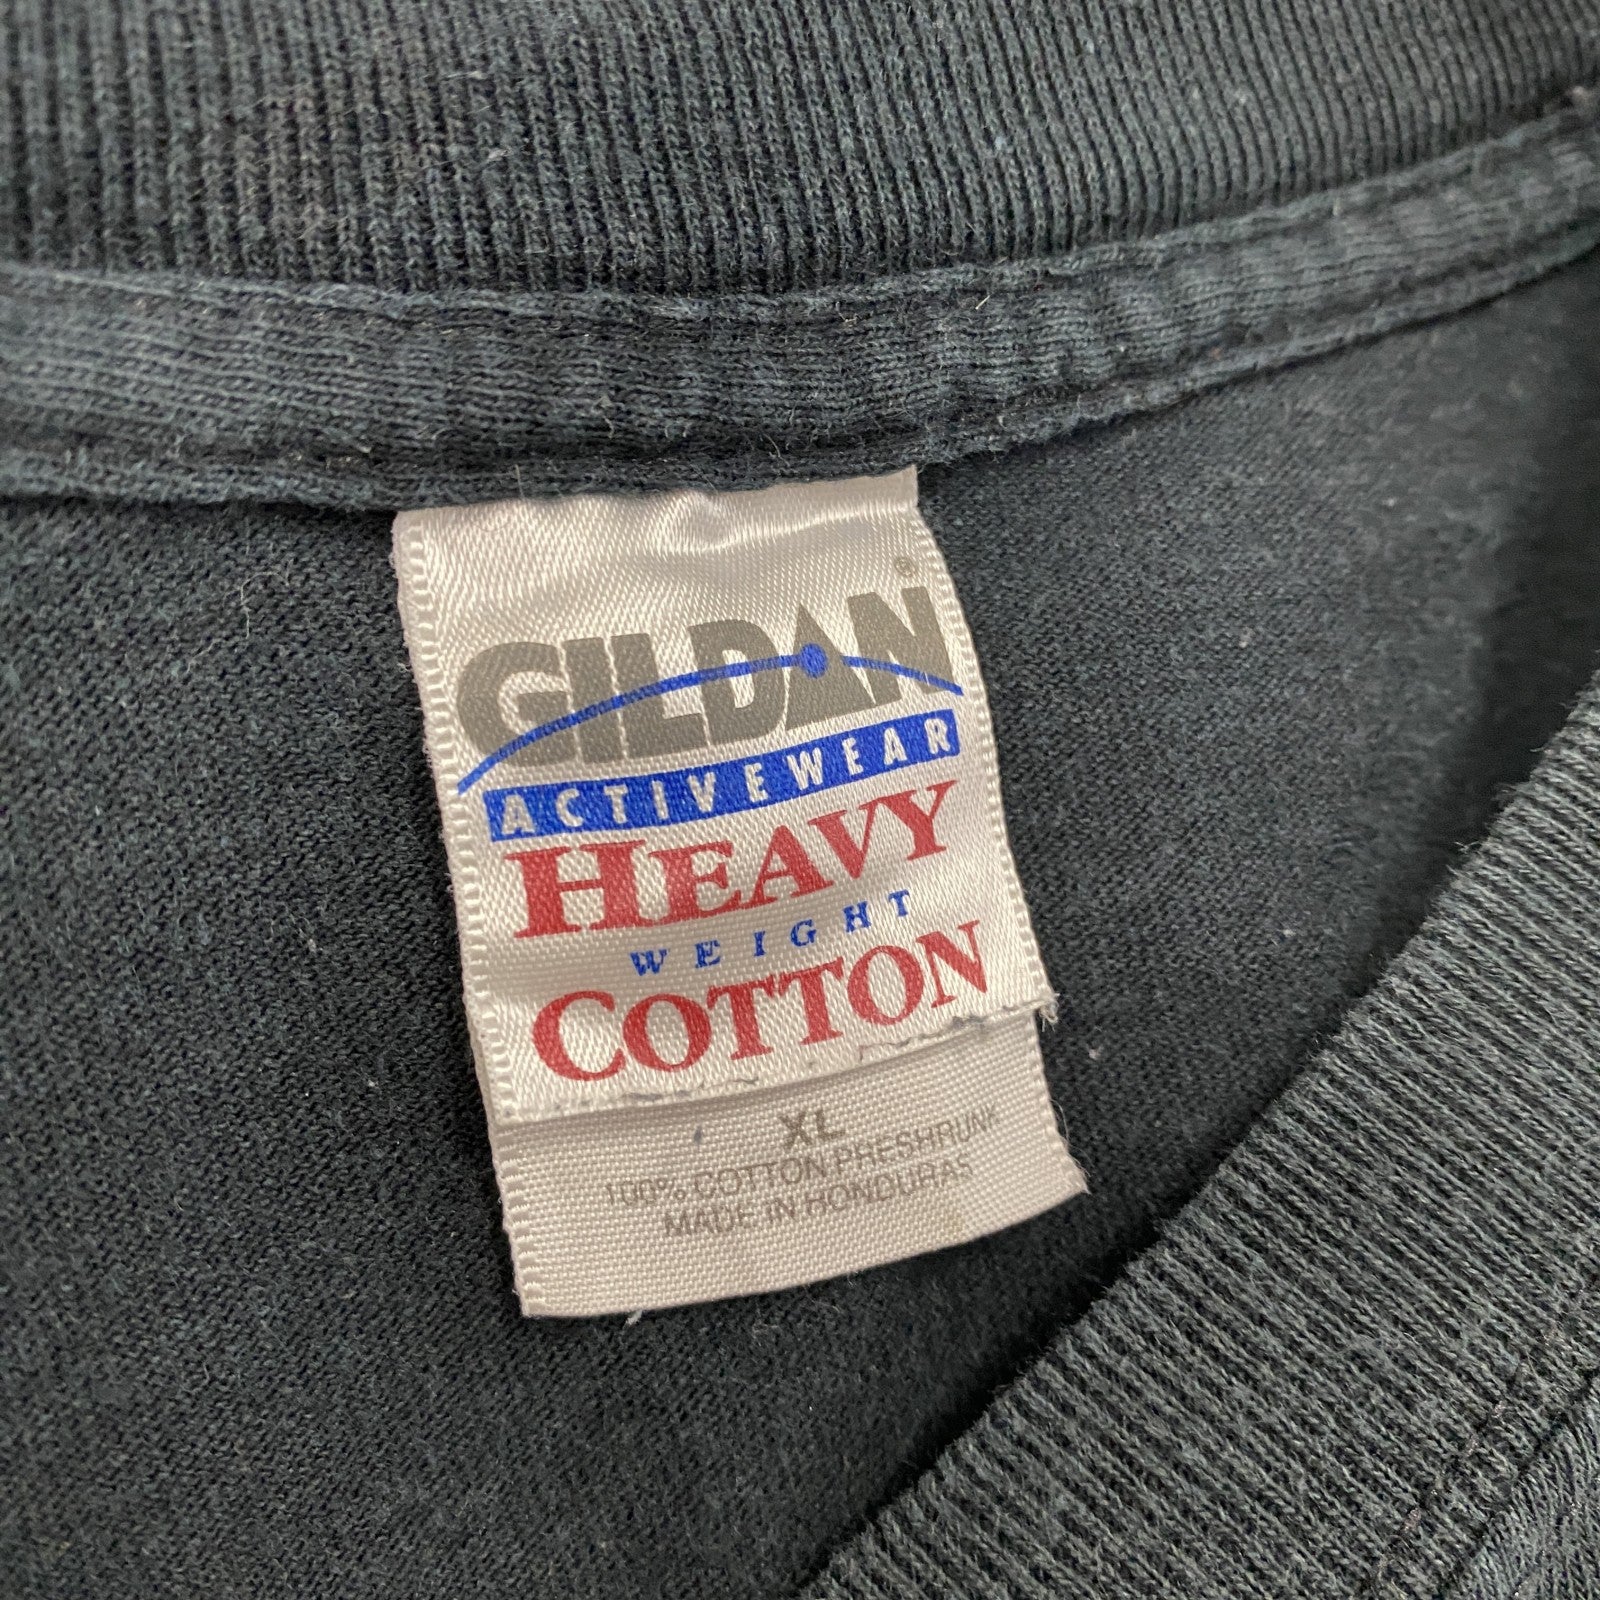 GILDAN®
ACTIVEWEAR
HEAVY
WEIGHT
COTTON
XL
100% COTTON PRESHRUNK
MADE IN HONDURAS